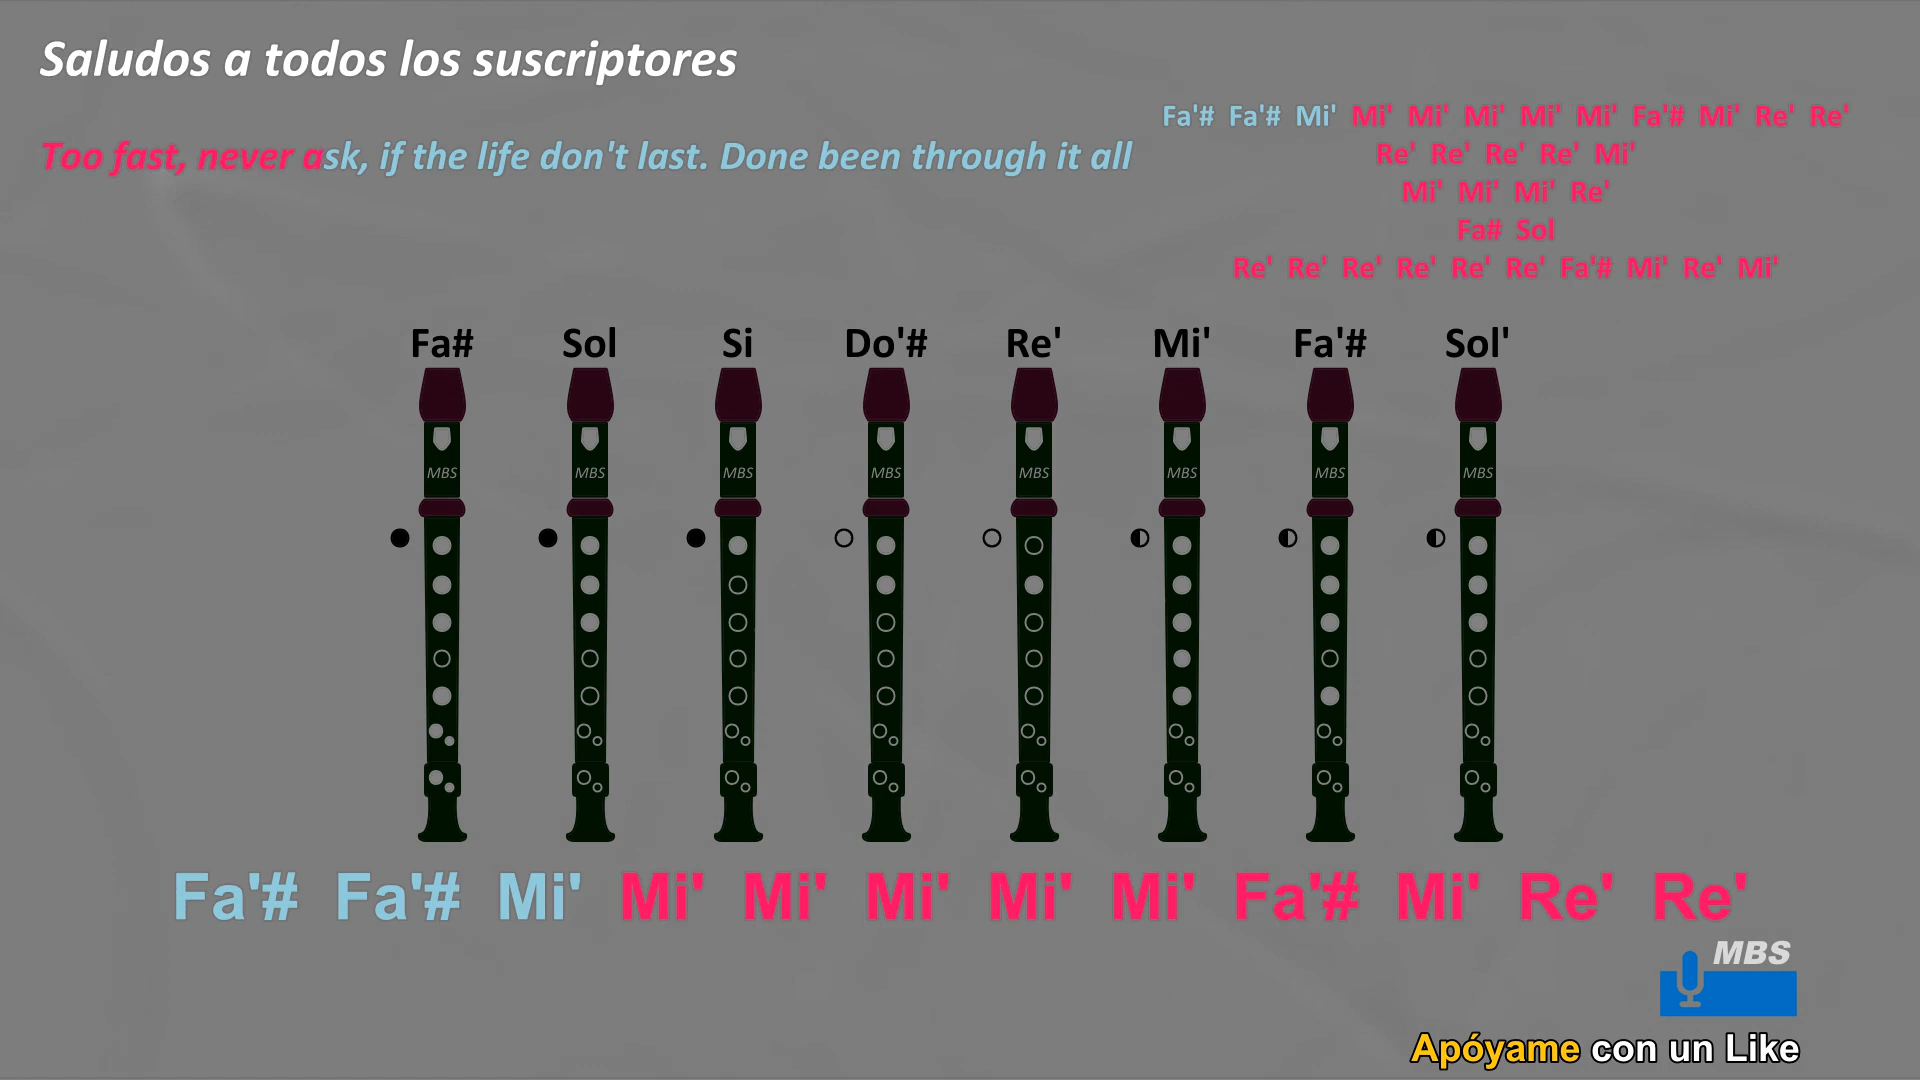 Saludos a todos los suscriptores
Too fast, never ask, if the life don't last. Done been through it all
Fa'# Fa'# Mi' Mi' Mi' Mi' Mi' Mi' Fa'# Mi' Re' Re'
Re' Re' Re' Re' Mi'
Mi' Mi' Mi' Re'
Fa# Sol
Re' Re' Re' Re' Re' Re' Fa'# Mi' Re' Mi'
Fa# Sol Si Do'# Re' Mi' Fa'# Sol'
MBS MBS MBS MBS MBS MBS MBS MBS
Fa'# Fa'# Mi' Mi' Mi' Mi' Mi' Mi' Fa'# Mi' Re' Re'
MBS
Apóyame con un Like